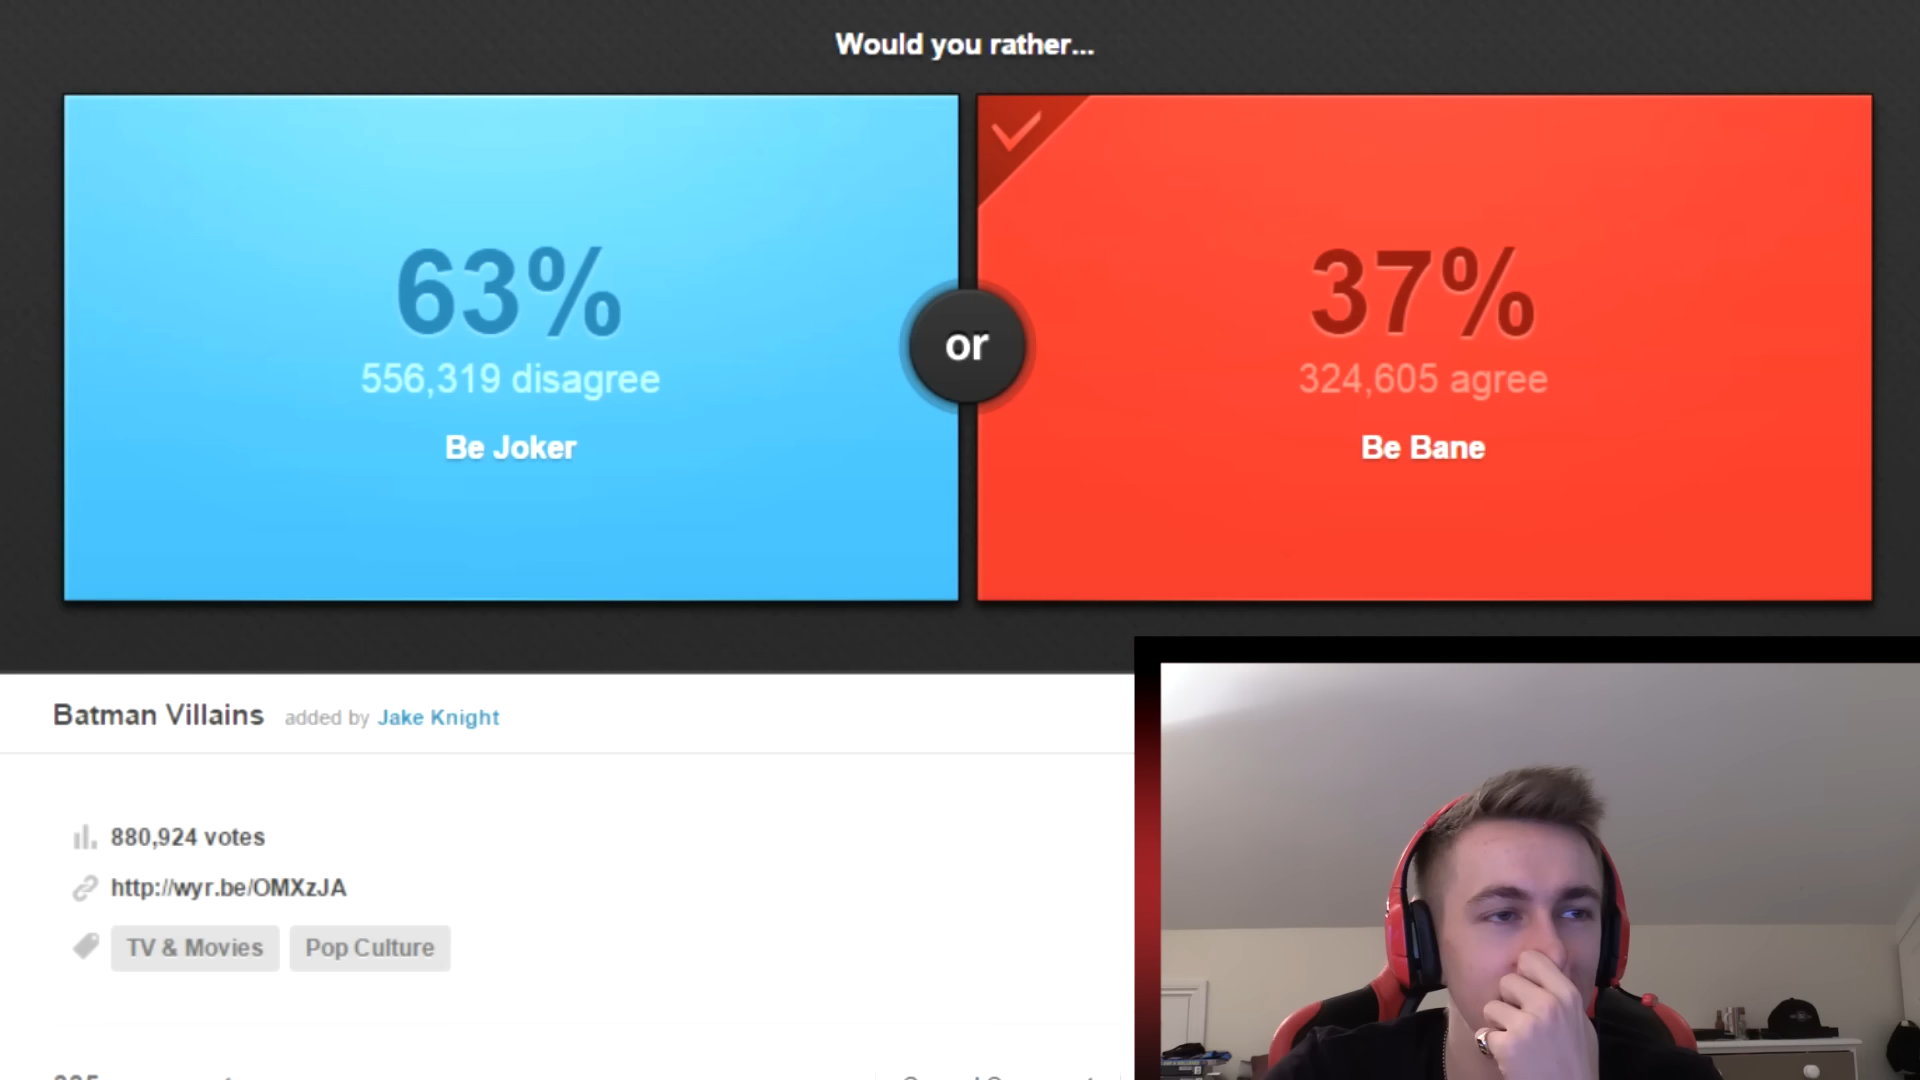 Would you rather...
63%
556,319 disagree
Be Joker
or
37%
324,605 agree
Be Bane
Batman Villains added by Jake Knight
880,924 votes
http://wyr.be/OMXzJA
TV & Movies Pop Culture